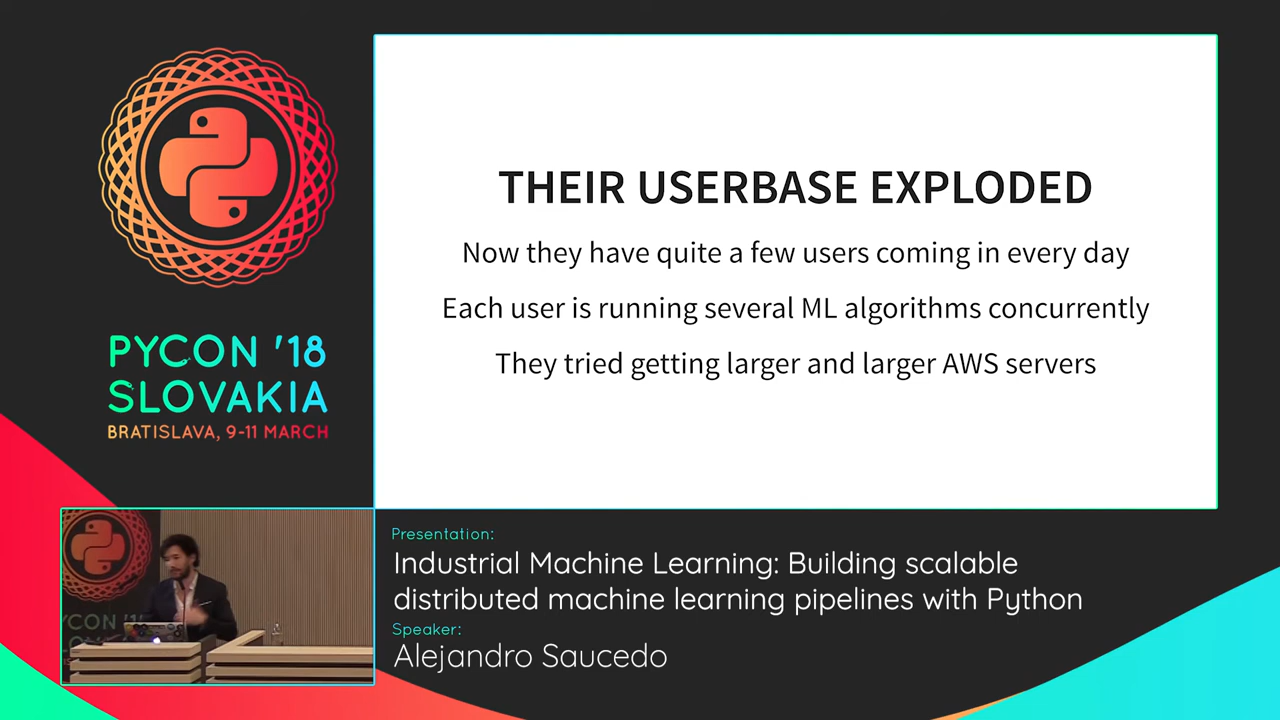 PYCON '18
SLOVAKIA
BRATISLAVA, 9-11 MARCH
THEIR USERBASE EXPLODED
Now they have quite a few users coming in every day
Each user is running several ML algorithms concurrently
They tried getting larger and larger AWS servers
Presentation:
Industrial Machine Learning: Building scalable
distributed machine learning pipelines with Python
Speaker:
Alejandro Saucedo